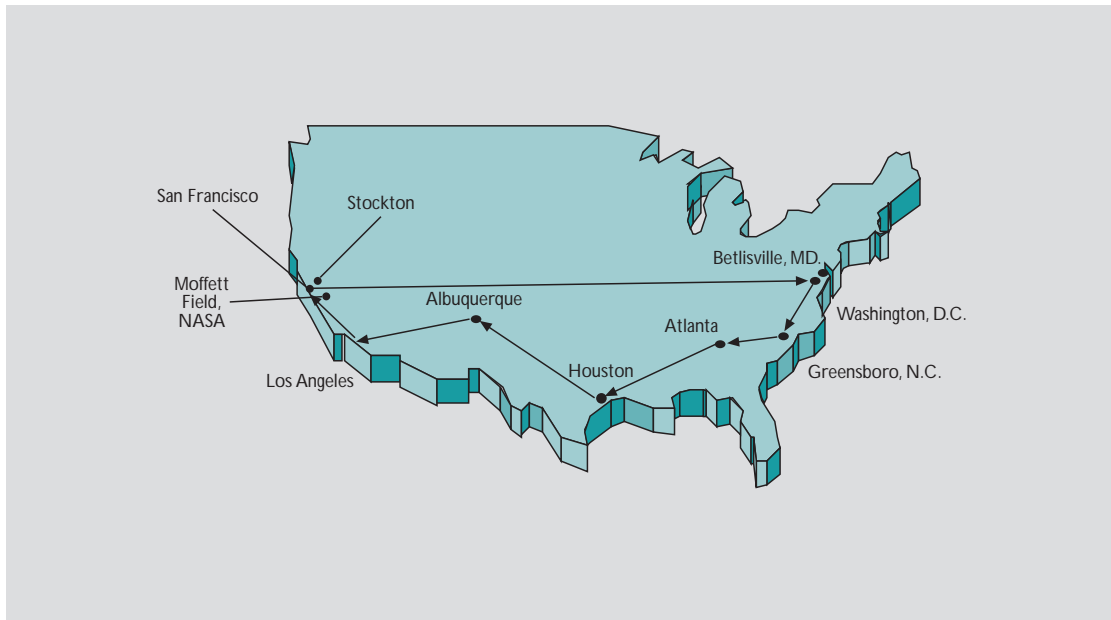 San Francisco
Stockton
Moffett
Field,
NASA
Albuquerque
Los Angeles
Houston
Atlanta
Betlisville, MD.
Washington, D.C.
Greensboro, N.C.